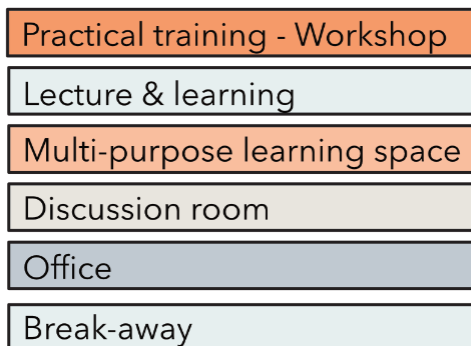 Practical training - Workshop
Lecture & learning
Multi-purpose learning space
Discussion room
Office
Break-away